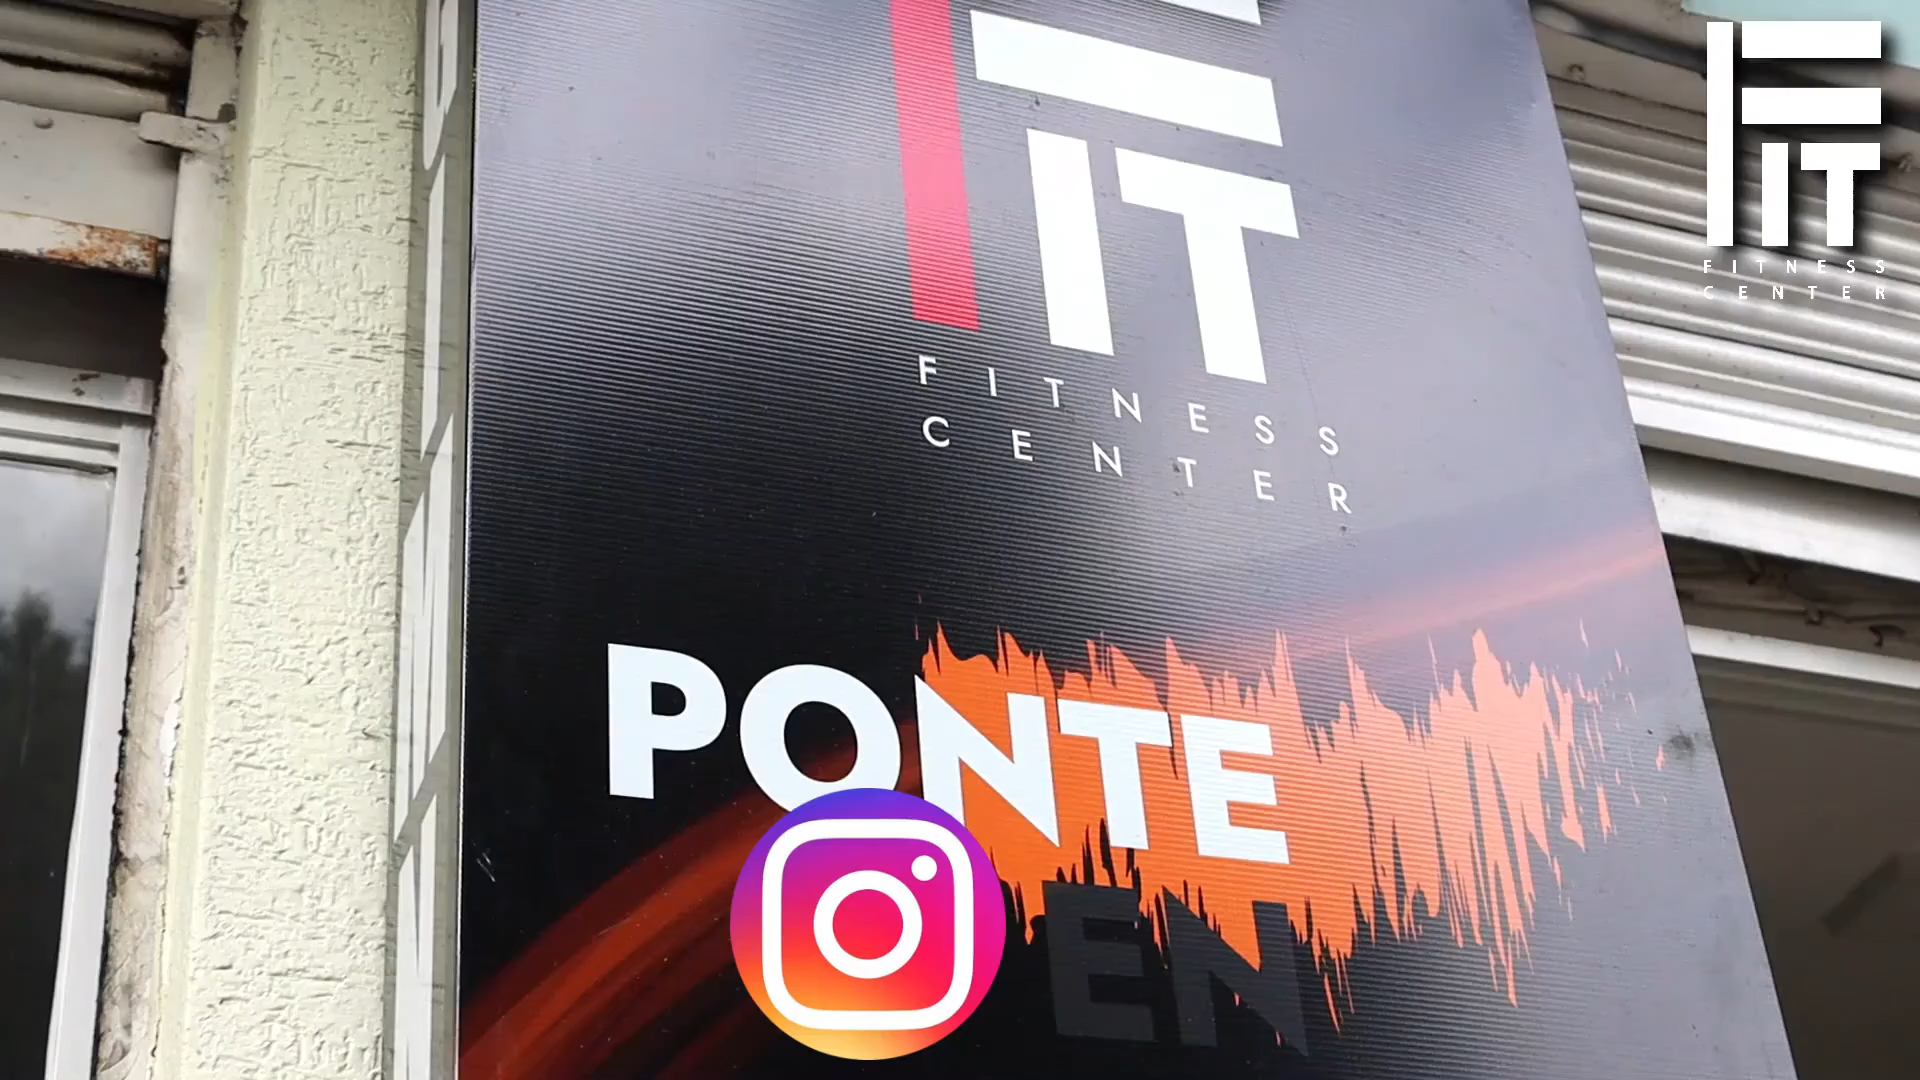 FIT
FITNESS
CENTER
PONTE
EN
FIT
FITNESS
CENTER